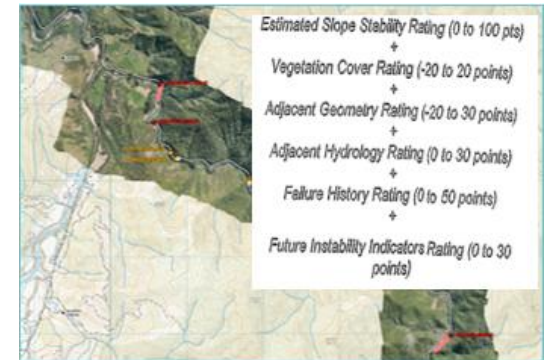 Estimated Slope Stability Rating (0 to 100 pts)
+
Vegetation Cover Rating (-20 to 20 points)
+
Adjacent Geometry Rating (-20 to 30 points)
+
Adjacent Hydrology Rating (0 to 30 points)
+
Failure History Rating (0 to 50 points)
+
Future Instability Indicators Rating (0 to 30
points)